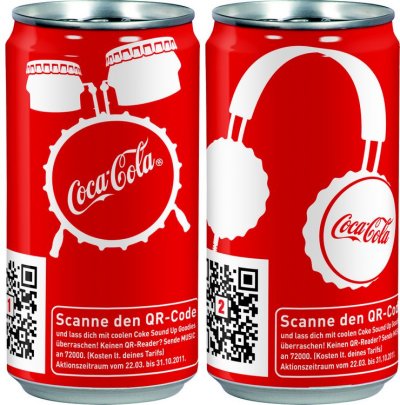 Coca-Cola®
1
Scanne den QR-Code
und lass dich mit coolen Coke Sound Up Goodies
überraschen! Keinen QR-Reader? Sende MUSIC
an 72000. (Kosten lt. deines Tarifs)
Aktionszeitraum vom 22.03. bis 31.10.2011.
Coca-Cola
2
Scanne den QR-Code
und lass dich mit coolen Coke Sound Up Goodies
überraschen! Keinen QR-Reader? Sende MUSIC
an 72000. (Kosten lt. deines Tarifs)
Aktionszeitraum vom 22.03. bis 31.10.2011.